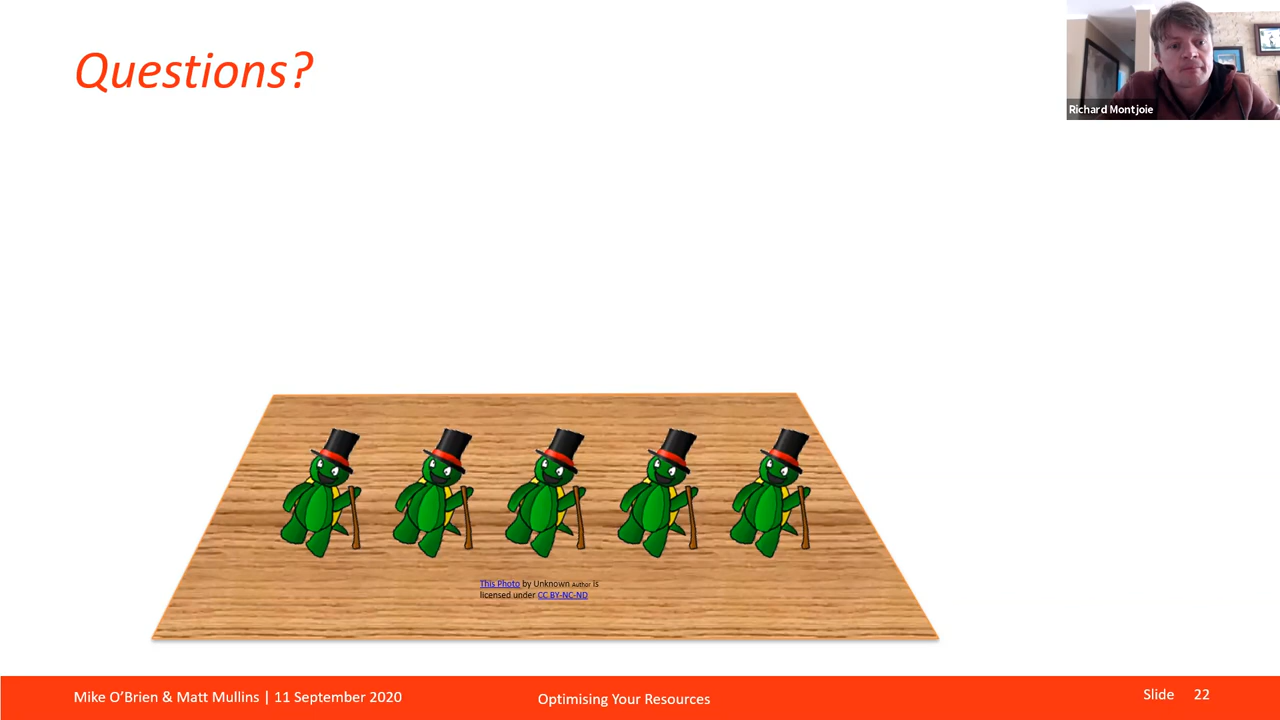 Questions?
Richard Montjoie
This Photo by Unknown Author is
licensed under CC BY-NC-ND
Mike O’Brien & Matt Mullins | 11 September 2020
Optimising Your Resources
Slide 22